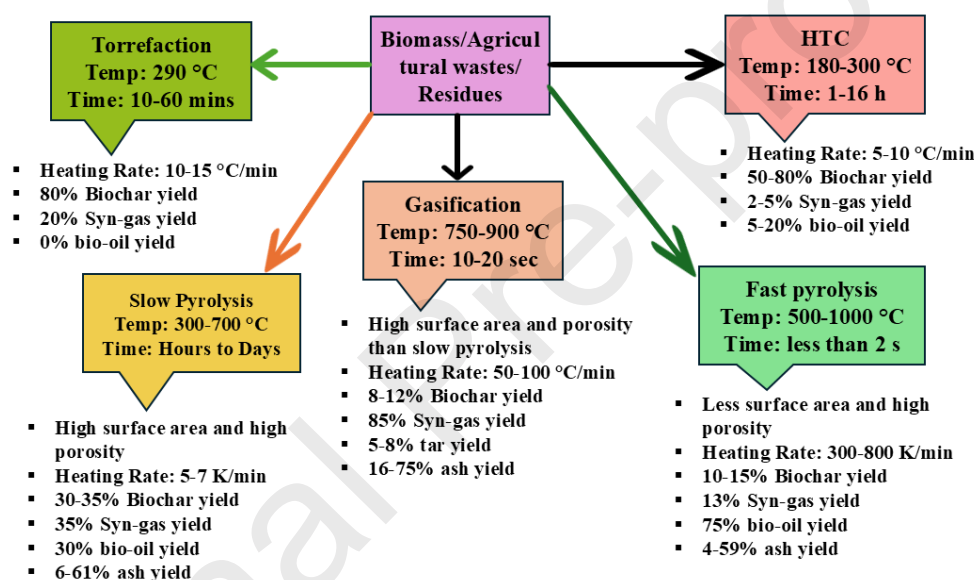 Torrefaction
Temp: 290 °C
Time: 10-60 mins
▪ Heating Rate: 10-15 °C/min
▪ 80% Biochar yield
▪ 20% Syn-gas yield
▪ 0% bio-oil yield
Biomass/Agricul
tural wastes/
Residues
HTC
Temp: 180-300 °C
Time: 1-16 h
▪ Heating Rate: 5-10 °C/min
▪ 50-80% Biochar yield
▪ 2-5% Syn-gas yield
▪ 5-20% bio-oil yield
Slow Pyrolysis
Temp: 300-700 °C
Time: Hours to Days
▪ High surface area and high
porosity
▪ Heating Rate: 5-7 K/min
▪ 30-35% Biochar yield
▪ 35% Syn-gas yield
▪ 30% bio-oil yield
▪ 6-61% ash yield
Gasification
Temp: 750-900 °C
Time: 10-20 sec
▪ High surface area and porosity
than slow pyrolysis
▪ Heating Rate: 50-100 °C/min
▪ 8-12% Biochar yield
▪ 85% Syn-gas yield
▪ 5-8% tar yield
▪ 16-75% ash yield
Fast pyrolysis
Temp: 500-1000 °C
Time: less than 2 s
▪ Less surface area and high
porosity
▪ Heating Rate: 300-800 K/min
▪ 10-15% Biochar yield
▪ 13% Syn-gas yield
▪ 75% bio-oil yield
▪ 4-59% ash yield
nal Pre-pro